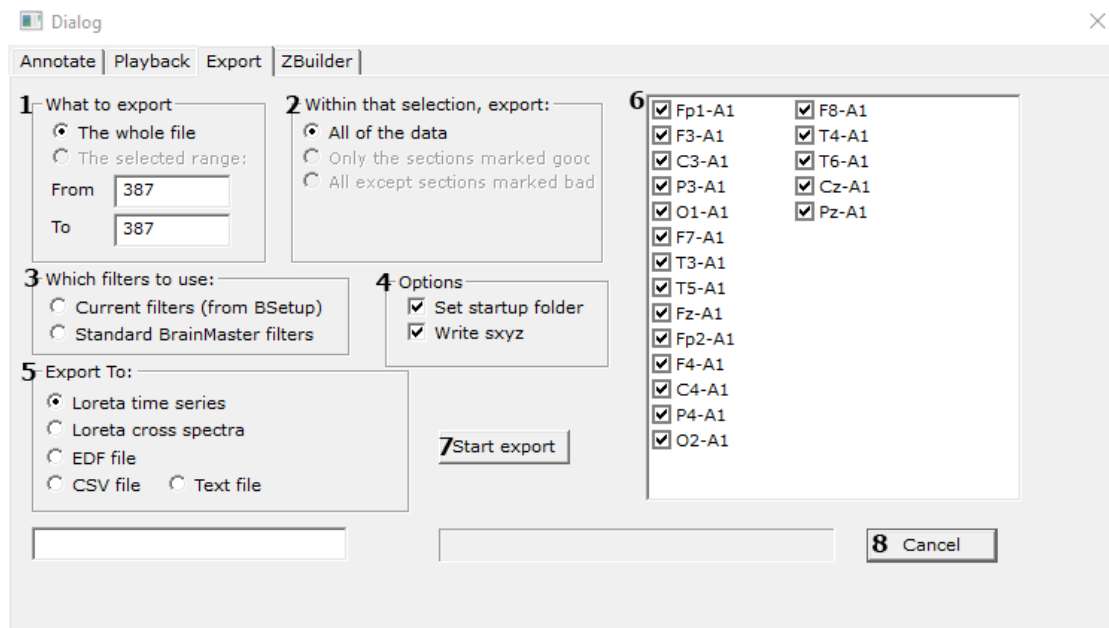 Dialog
Annotate Playback Export ZBuilder
1 What to export
The whole file
The selected range:
From 387
To 387
2 Within that selection, export:
All of the data
Only the sections marked gooc
All except sections marked bad
3 Which filters to use:
Current filters (from BSetup)
Standard BrainMaster filters
4 Options
Set startup folder
Write sxyz
5 Export To:
Loreta time series
Loreta cross spectra
EDF file
CSV file Text file
6
Fp1-A1
F3-A1
C3-A1
P3-A1
O1-A1
F7-A1
T3-A1
T5-A1
Fz-A1
Fp2-A1
F4-A1
C4-A1
P4-A1
O2-A1
F8-A1
T4-A1
T6-A1
Cz-A1
Pz-A1
7 Start export
8 Cancel